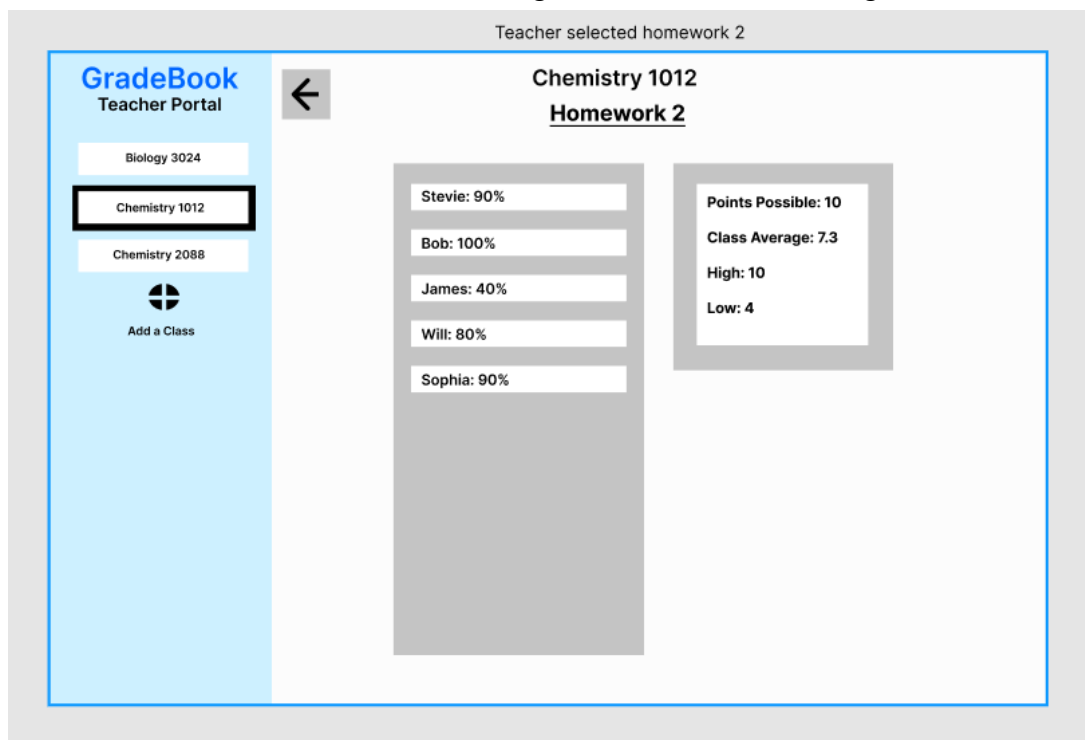 Teacher selected homework 2
GradeBook
Teacher Portal
Biology 3024
Chemistry 1012
Chemistry 2088
Add a Class
Chemistry 1012
Homework 2
Stevie: 90%
Bob: 100%
James: 40%
Will: 80%
Sophia: 90%
Points Possible: 10
Class Average: 7.3
High: 10
Low: 4